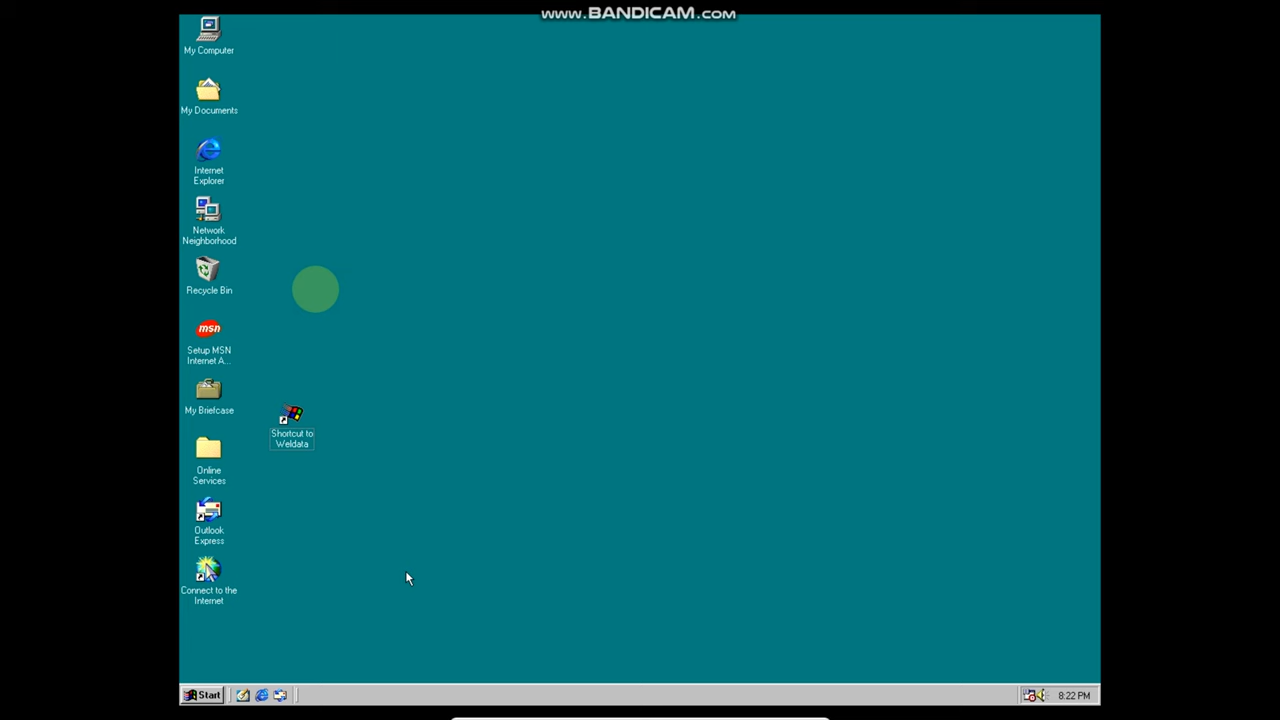 www.BANDICAM.com
My Computer
My Documents
Internet
Explorer
Network
Neighborhood
Recycle Bin
msn
Setup MSN
Internet A...
My Briefcase
Shortcut to
Weldata
Online
Services
Outlook
Express
Connect to the
Internet
Start
8:22 PM